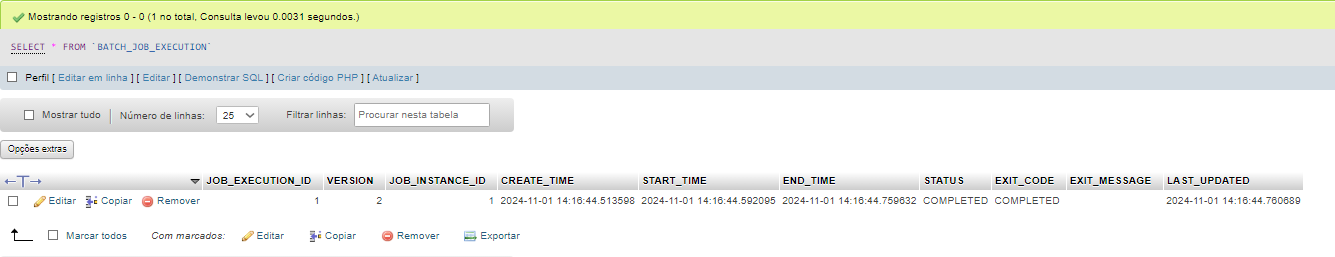 Mostrando registros 0 - 0 (1 no total, Consulta levou 0.0031 segundos.)
SELECT * FROM `BATCH_JOB_EXECUTION`
Perfil [ Editar em linha ] [ Editar ] [ Demonstrar SQL ] [ Criar código PHP ] [ Atualizar ]
Mostrar tudo | Número de linhas: 25 Filtrar linhas: Procurar nesta tabela
Opções extras
←T→ JOB_EXECUTION_ID VERSION JOB_INSTANCE_ID CREATE_TIME START_TIME END_TIME STATUS EXIT_CODE EXIT_MESSAGE LAST_UPDATED
Editar Copiar Remover 1 2 1 2024-11-01 14:16:44.513598 2024-11-01 14:16:44.592095 2024-11-01 14:16:44.759632 COMPLETED COMPLETED 2024-11-01 14:16:44.760689
Marcar todos Com marcados: Editar Copiar Remover Exportar